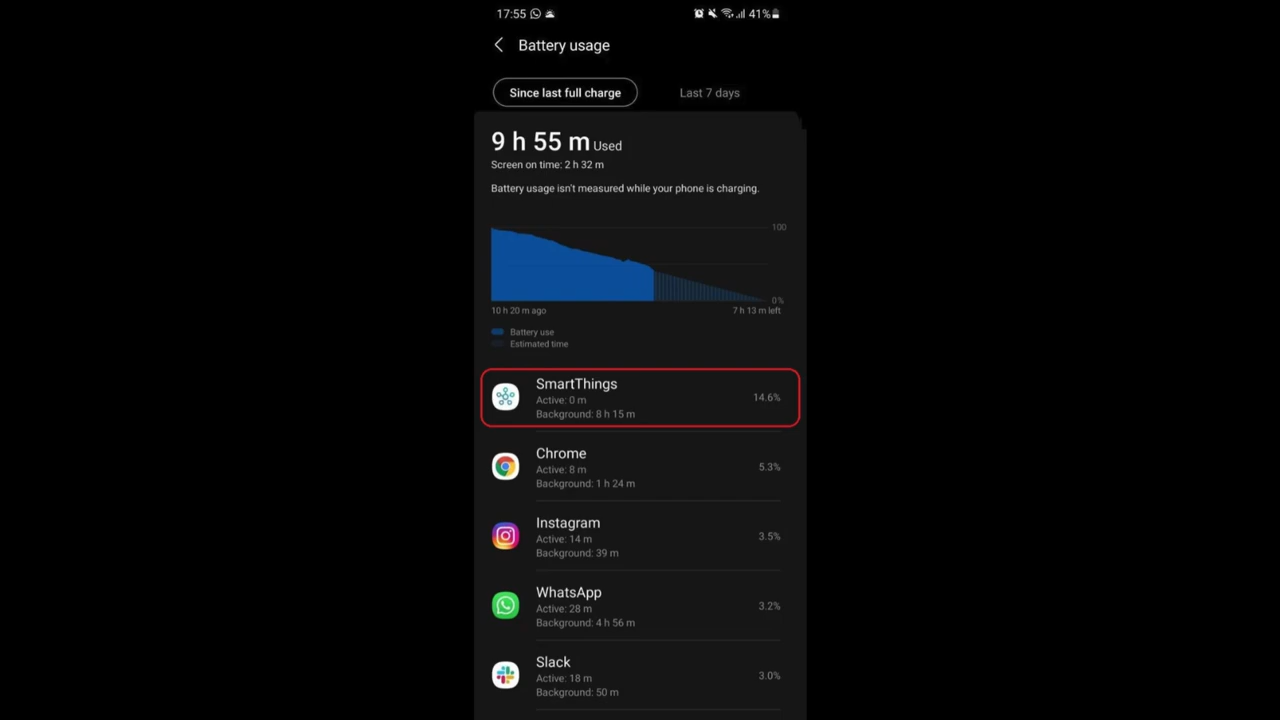 17:55 41%
Battery usage
Since last full charge Last 7 days
9 h 55 m Used
Screen on time: 2 h 32 m
Battery usage isn't measured while your phone is charging.
100
0%
10 h 20 m ago 7 h 13 m left
Battery use
Estimated time
SmartThings
Active: 0 m
14.6%
Background: 8 h 15 m
Chrome
Active: 8 m
5.3%
Background: 1 h 24 m
Instagram
Active: 14 m
3.5%
Background: 39 m
WhatsApp
Active: 28 m
3.2%
Background: 4 h 56 m
Slack
Active: 18 m
3.0%
Background: 50 m